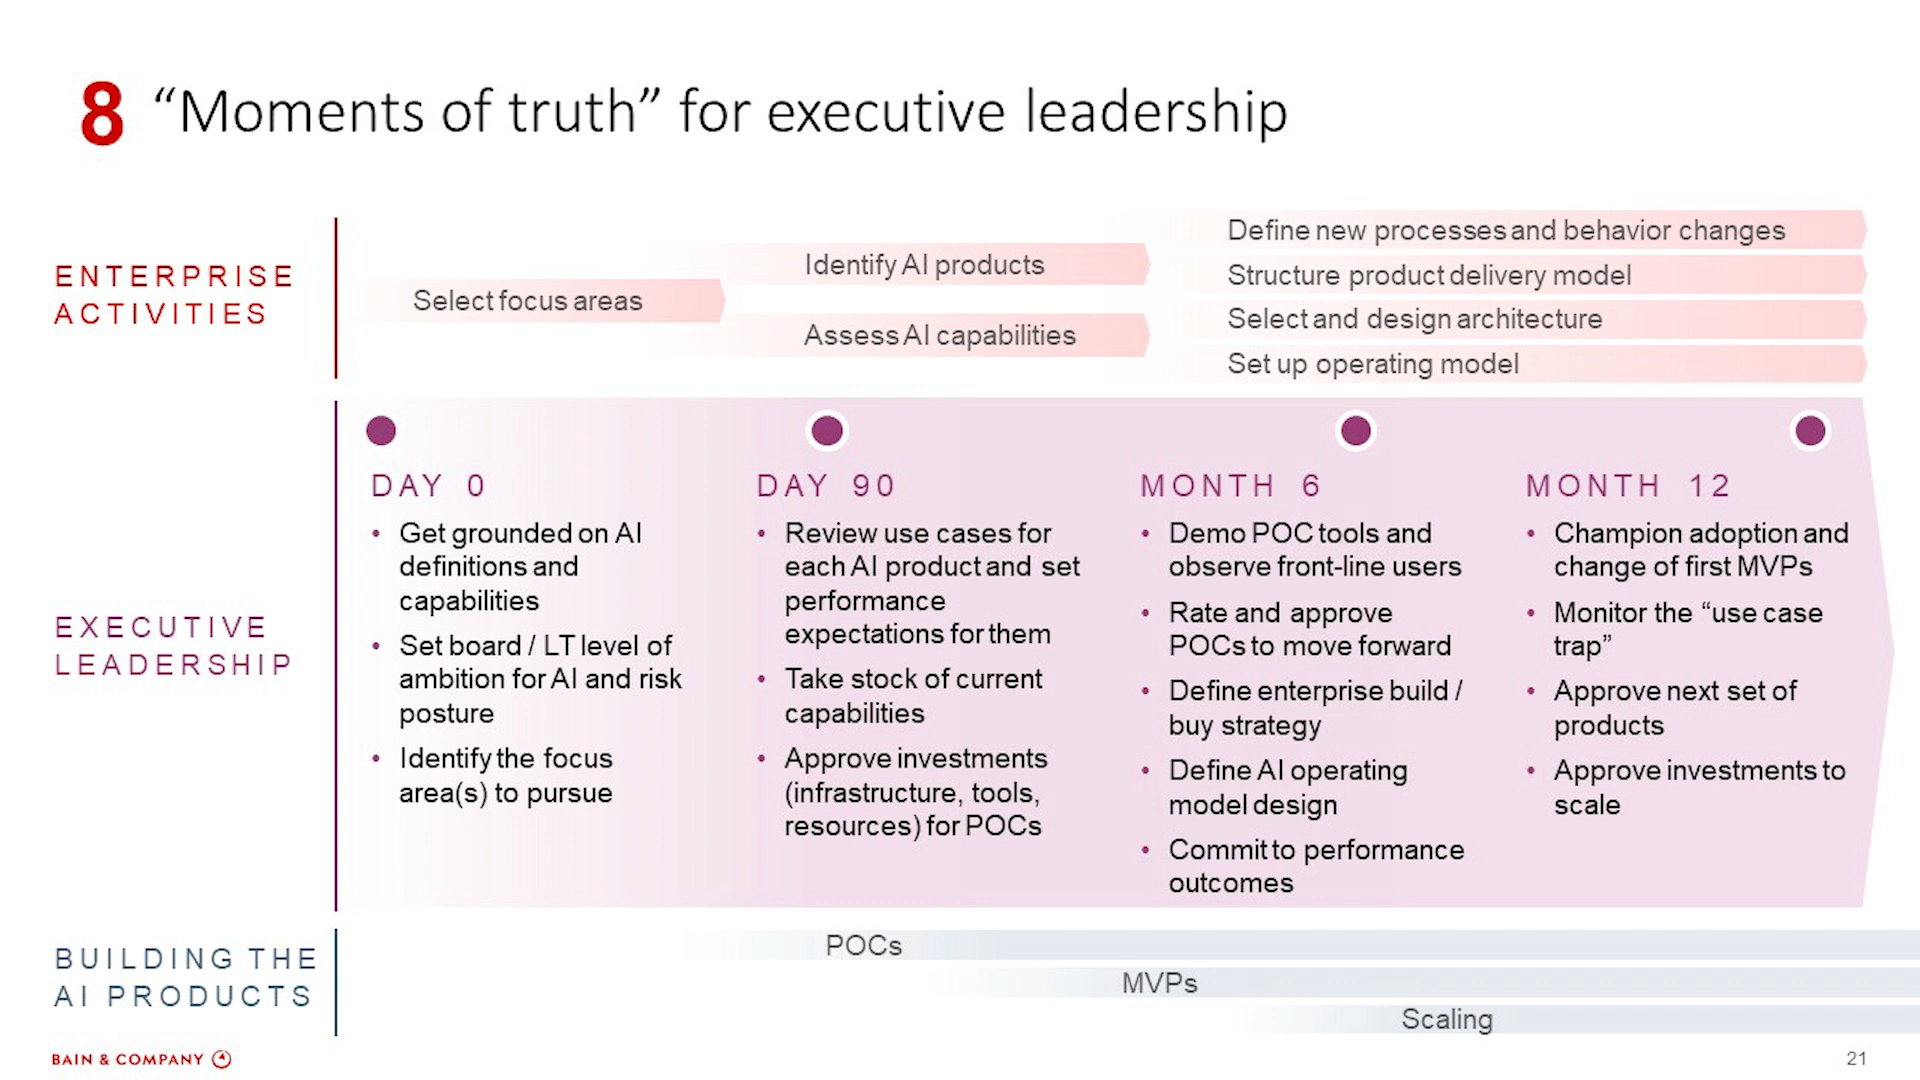 8 “Moments of truth” for executive leadership
ENTERPRISE
ACTIVITIES
Select focus areas
Identify AI products
Assess AI capabilities
Define new processes and behavior changes
Structure product delivery model
Select and design architecture
Set up operating model
EXECUTIVE
LEADERSHIP
DAY 0
• Get grounded on AI
definitions and
capabilities
• Set board / LT level of
ambition for AI and risk
posture
• Identify the focus
area(s) to pursue
DAY 90
• Review use cases for
each AI product and set
performance
expectations for them
• Take stock of current
capabilities
• Approve investments
(infrastructure, tools,
resources) for POCs
MONTH 6
• Demo POC tools and
observe front-line users
• Rate and approve
POCs to move forward
• Define enterprise build /
buy strategy
• Define AI operating
model design
• Commit to performance
outcomes
MONTH 12
• Champion adoption and
change of first MVPs
• Monitor the “use case
trap”
• Approve next set of
products
• Approve investments to
scale
BUILDING THE
AI PRODUCTS
POCs
MVPs
Scaling
BAIN & COMPANY
21